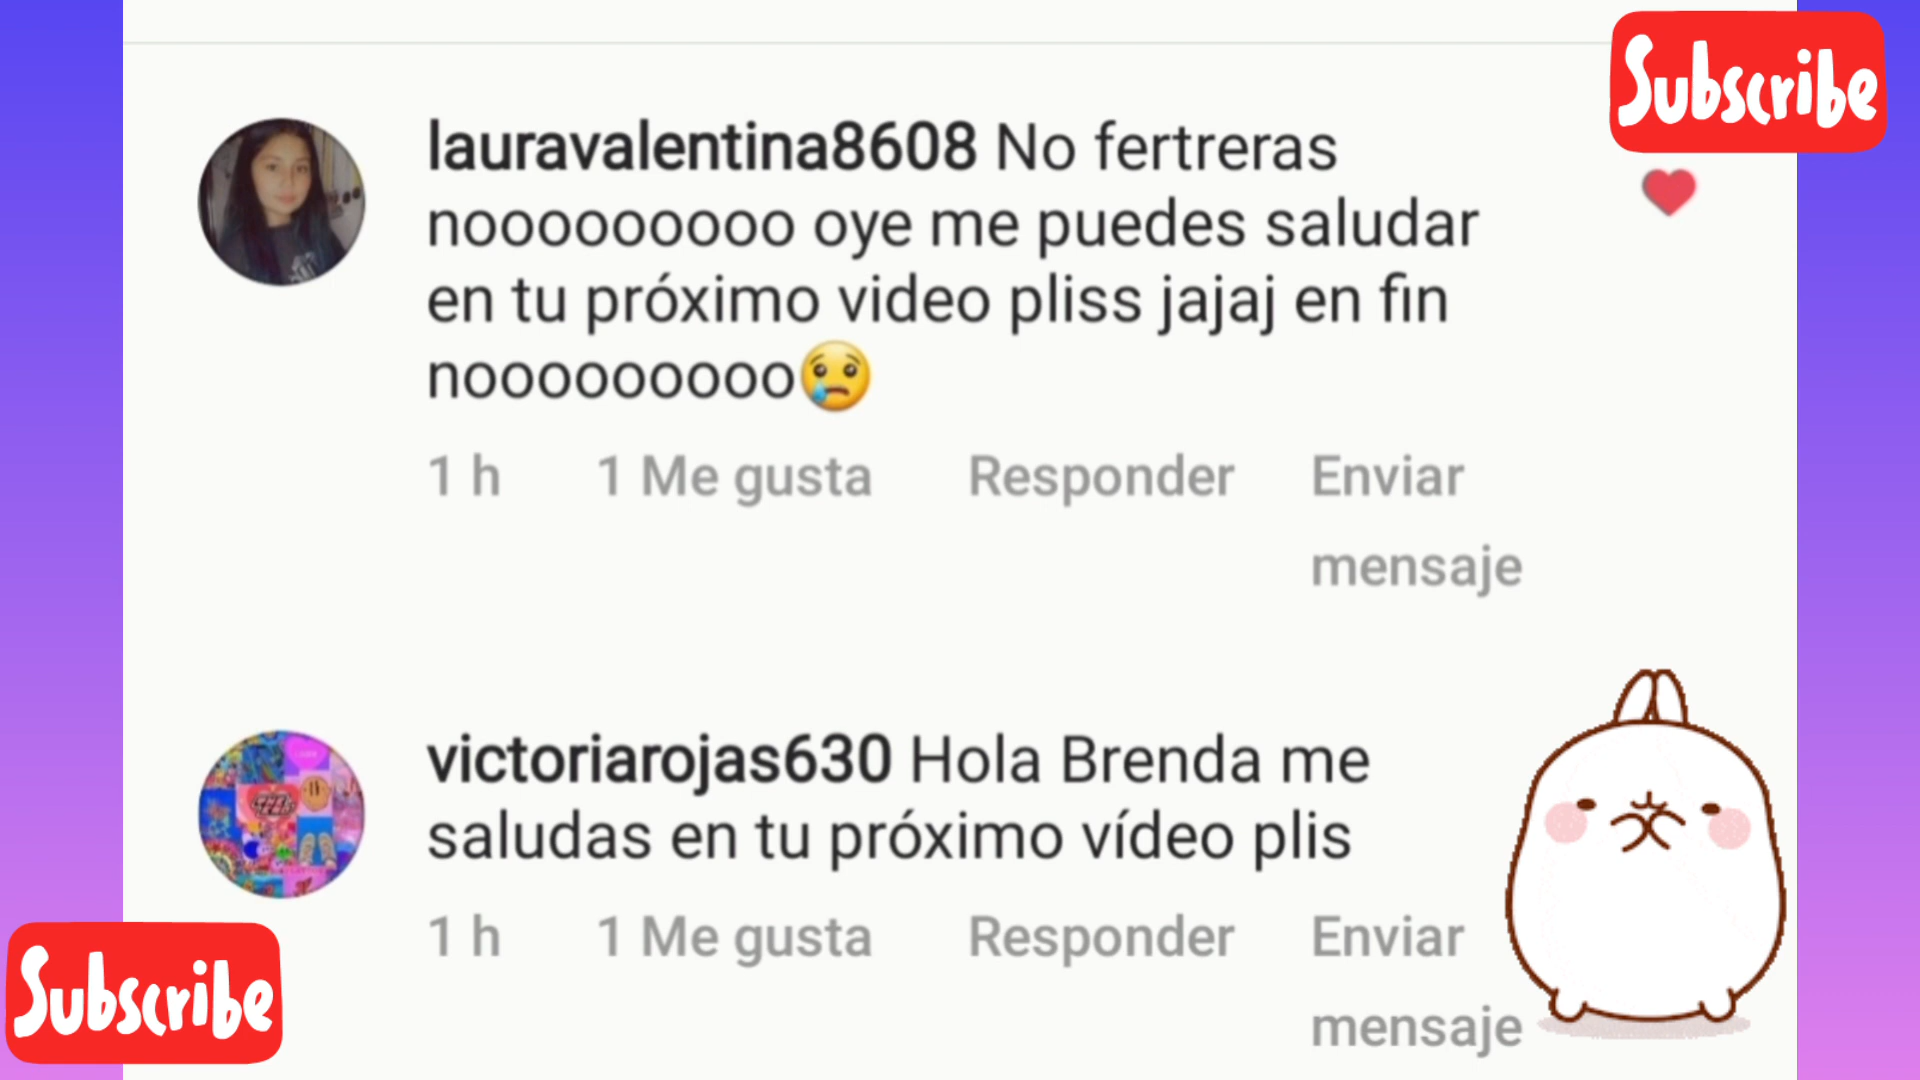 Subscribe
lauravalentina8608 No fertreras
nooooooooo oye me puedes saludar
en tu próximo video pliss jajaj en fin
nooooooooo😢
1 h 1 Me gusta Responder Enviar
mensaje
victoriarojas630 Hola Brenda me
saludas en tu próximo vídeo plis
1 h 1 Me gusta Responder Enviar
mensaje
Subscribe